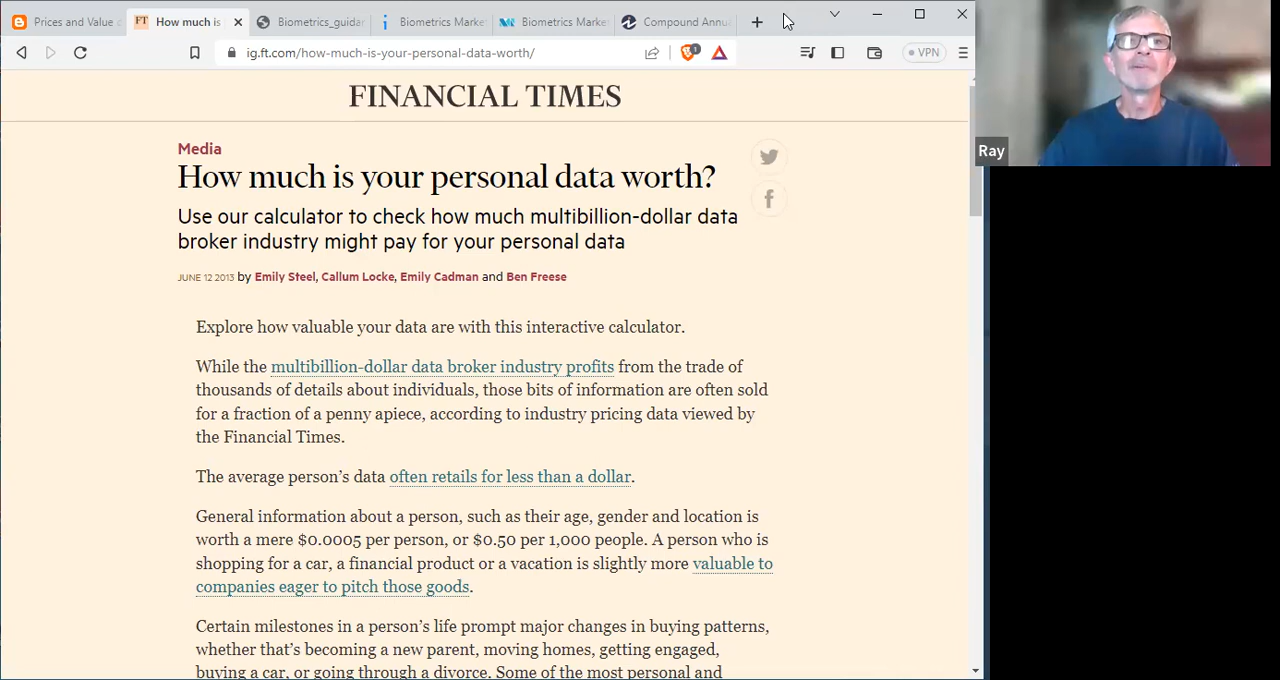 Prices and Value
How much is
Biometrics_guidan
Biometrics Marke
Biometrics Marke
Compound Annu
ig.ft.com/how-much-is-your-personal-data-worth/
1
VPN
FINANCIAL TIMES
Ray
Media
How much is your personal data worth?
Use our calculator to check how much multibillion-dollar data
broker industry might pay for your personal data
JUNE 12 2013 by Emily Steel, Callum Locke, Emily Cadman and Ben Freese
Explore how valuable your data are with this interactive calculator.
While the multibillion-dollar data broker industry profits from the trade of
thousands of details about individuals, those bits of information are often sold
for a fraction of a penny apiece, according to industry pricing data viewed by
the Financial Times.
The average person's data often retails for less than a dollar.
General information about a person, such as their age, gender and location is
worth a mere $0.0005 per person, or $0.50 per 1,000 people. A person who is
shopping for a car, a financial product or a vacation is slightly more valuable to
companies eager to pitch those goods.
Certain milestones in a person's life prompt major changes in buying patterns,
whether that's becoming a new parent, moving homes, getting engaged,
buying a car, or going through a divorce. Some of the most personal and